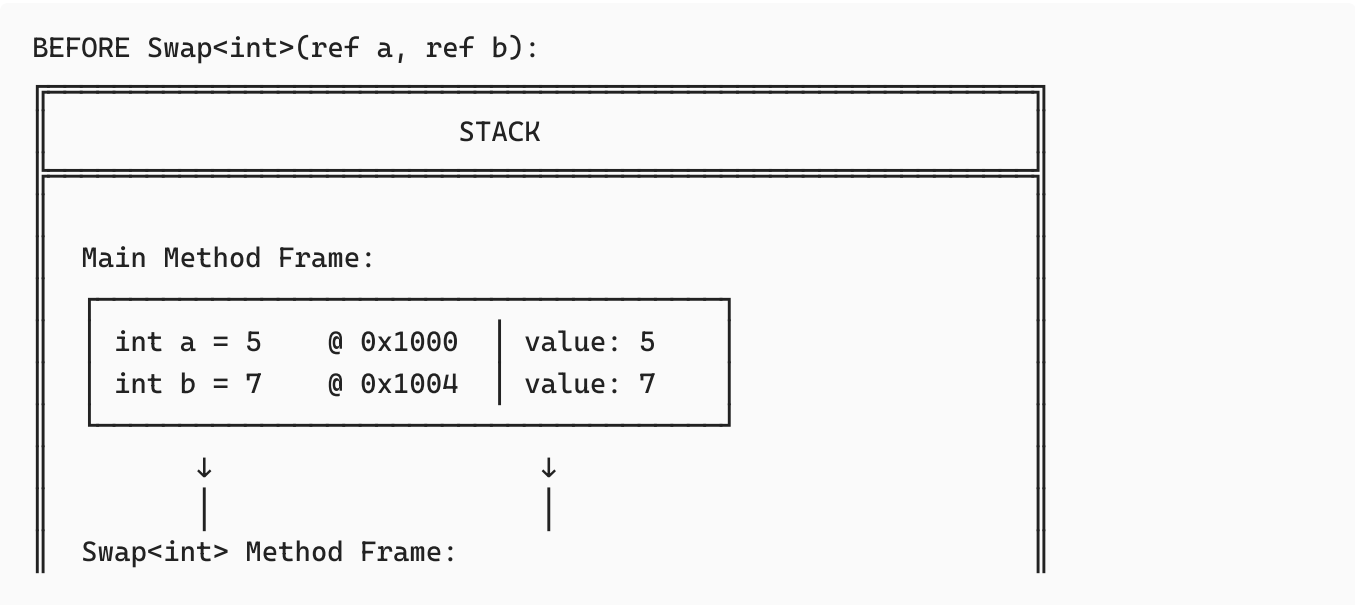 BEFORE Swap<int>(ref a, ref b):
STACK
Main Method Frame:
int a = 5    @ 0x1000  │ value: 5
int b = 7    @ 0x1004  │ value: 7
↓                    ↓
│                    │
Swap<int> Method Frame: